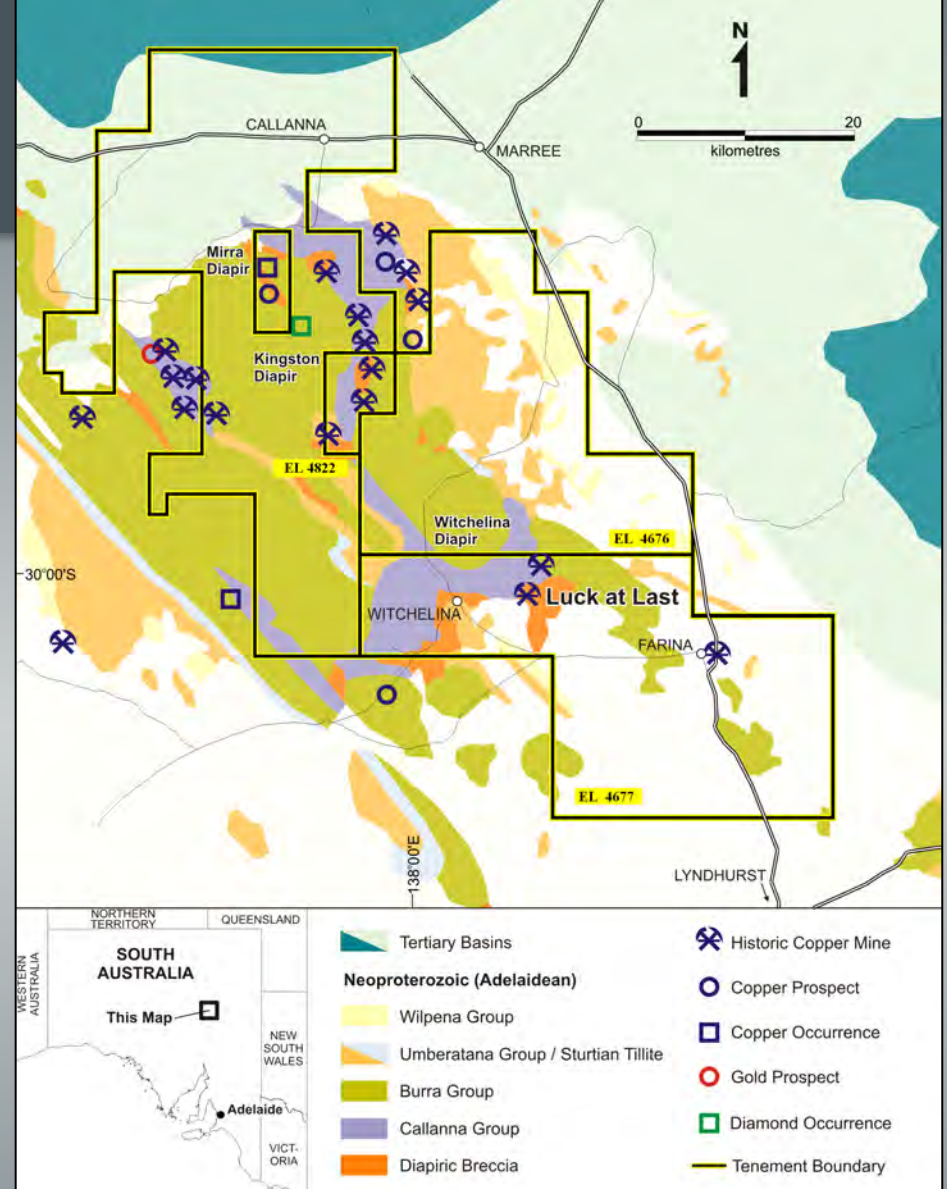 N
0
20
kilometres
CALLANNA
MARREE
Mirra
Diapir
Kingston
Diapir
EL 4822
Witchelina
Diapir
EL 4676
30°00'S
Luck at Last
WITCHELINA
FARINA
EL 4677
138°00'E
LYNDHURST
NORTHERN
TERRITORY
QUEENSLAND
WESTERN
AUSTRALIA
SOUTH
AUSTRALIA
This Map
NEW
SOUTH
WALES
Adelaide
VICT-
ORIA
Tertiary Basins
Neoproterozoic (Adelaidean)
Wilpena Group
Umberatana Group / Sturtian Tillite
Burra Group
Callanna Group
Diapiric Breccia
Historic Copper Mine
Copper Prospect
Copper Occurrence
Gold Prospect
Diamond Occurrence
Tenement Boundary